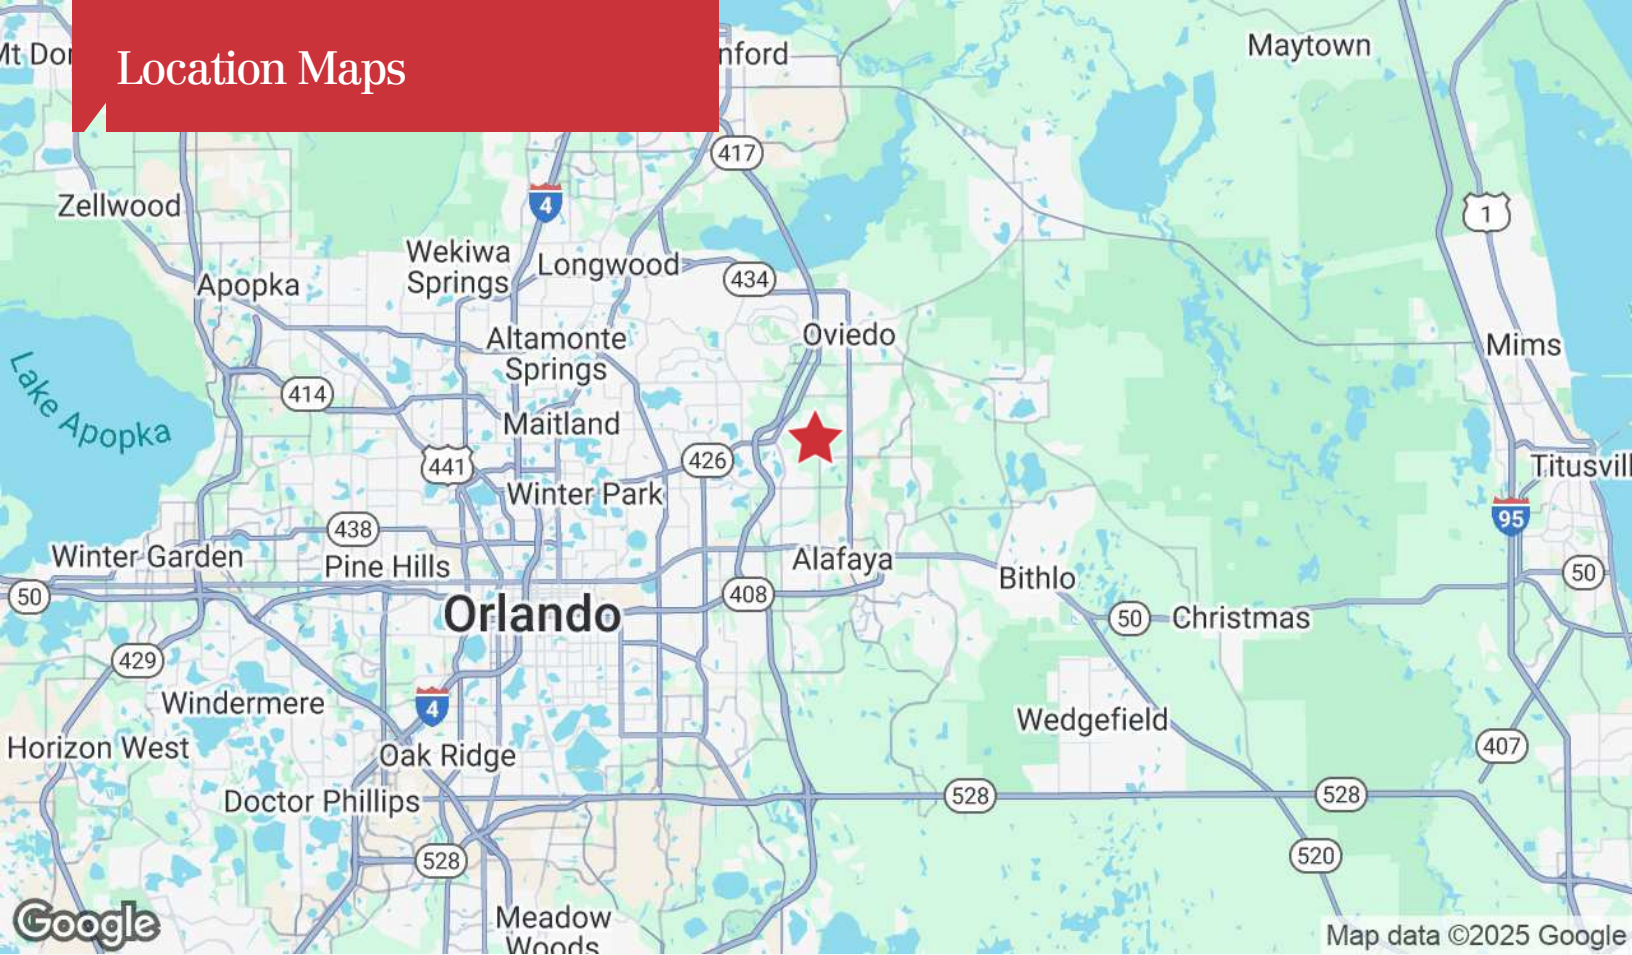 Location Maps
Mt Dor
nford
Maytown
417
Zellwood
4
1
Wekiwa
Springs
Longwood
434
Apopka
Oviedo
Altamonte
Springs
Mims
Lake Apopka
414
Maitland
426
441
Titusvill
Winter Park
95
438
Winter Garden
Pine Hills
Alafaya
Bithlo
50
50
408
Orlando
50
Christmas
429
Windermere
4
Wedgefield
Horizon West
Oak Ridge
407
Doctor Phillips
528
528
528
520
Meadow
Woods
Google
Map data ©2025 Google